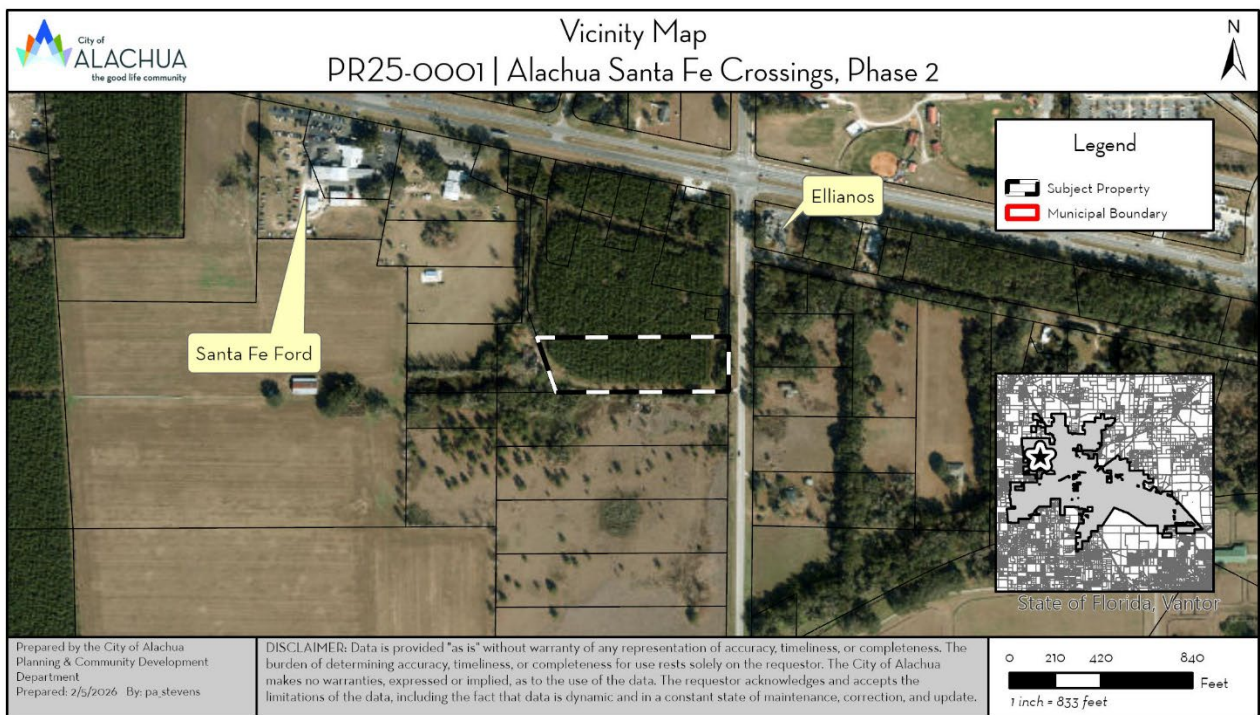 City of
ALACHUA
the good life community
Vicinity Map
PR25-0001 | Alachua Santa Fe Crossings, Phase 2
N
Legend
Subject Property
Municipal Boundary
Ellianos
Santa Fe Ford
State of Florida, Vantor
Prepared by the City of Alachua
Planning & Community Development
Department
Prepared: 2/5/2026 By: pa_stevens
DISCLAIMER: Data is provided "as is" without warranty of any representation of accuracy, timeliness, or completeness. The
burden of determining accuracy, timeliness, or completeness for use rests solely on the requestor. The City of Alachua
makes no warranties, expressed or implied, as to the use of the data. The requestor acknowledges and accepts the
limitations of the data, including the fact that data is dynamic and in a constant state of maintenance, correction, and update.
0 210 420 840
Feet
1 inch = 833 feet